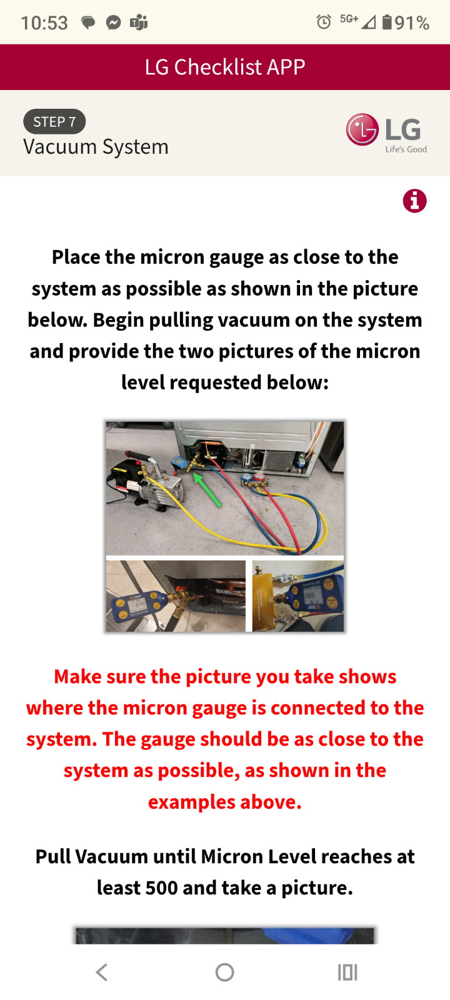 10:53
5G+
91%
LG Checklist APP
STEP 7
Vacuum System
LG
Life's Good
Place the micron gauge as close to the
system as possible as shown in the picture
below. Begin pulling vacuum on the system
and provide the two pictures of the micron
level requested below:
Make sure the picture you take shows
where the micron gauge is connected to the
system. The gauge should be as close to the
system as possible, as shown in the
examples above.
Pull Vacuum until Micron Level reaches at
least 500 and take a picture.